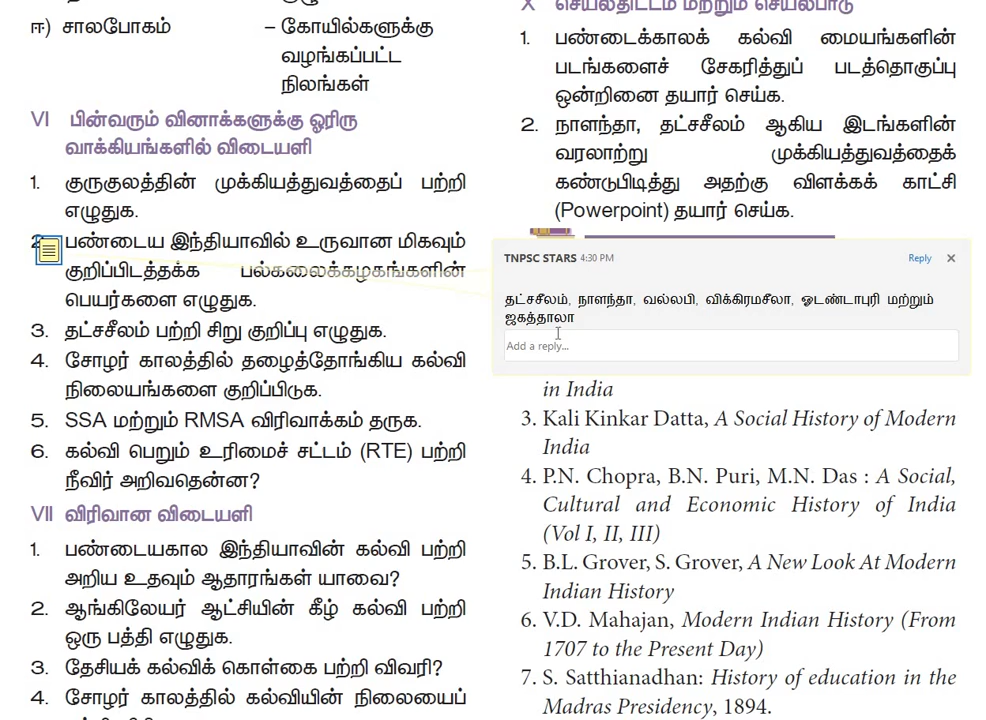 ஈ) சாலபோகம் – கோயில்களுக்கு
வழங்கப்பட்ட
நிலங்கள்
VI பின்வரும் வினாக்களுக்கு ஓரிரு
வாக்கியங்களில் விடையளி
1. குருகுலத்தின் முக்கியத்துவத்தைப் பற்றி
எழுதுக.
2. பண்டைய இந்தியாவில் உருவான மிகவும்
குறிப்பிடத்தக்க பல்கலைக்கழகங்களின்
பெயர்களை எழுதுக.
3. தட்சசீலம் பற்றி சிறு குறிப்பு எழுதுக.
4. சோழர் காலத்தில் தழைத்தோங்கிய கல்வி
நிலையங்களை குறிப்பிடுக.
5. SSA மற்றும் RMSA விரிவாக்கம் தருக.
6. கல்வி பெறும் உரிமைச் சட்டம் (RTE) பற்றி
நீவிர் அறிவதென்ன?
VII விரிவான விடையளி
1. பண்டையகால இந்தியாவின் கல்வி பற்றி
அறிய உதவும் ஆதாரங்கள் யாவை?
2. ஆங்கிலேயர் ஆட்சியின் கீழ் கல்வி பற்றி
ஒரு பத்தி எழுதுக.
3. தேசியக் கல்விக் கொள்கை பற்றி விவரி?
4. சோழர் காலத்தில் கல்வியின் நிலையைப்
X செயல்திட்டம் மற்றும் செயல்பாடு
1. பண்டைக்காலக் கல்வி மையங்களின்
படங்களைச் சேகரித்துப் படத்தொகுப்பு
ஒன்றினை தயார் செய்க.
2. நாளந்தா, தட்சசீலம் ஆகிய இடங்களின்
வரலாற்று முக்கியத்துவத்தைக்
கண்டுபிடித்து அதற்கு விளக்கக் காட்சி
(Powerpoint) தயார் செய்க.
TNPSC STARS 4:30 PM Reply
தட்சசீலம், நாளந்தா, வல்லபி, விக்கிரமசீலா, ஓடண்டாபுரி மற்றும்
ஜகத்தாலா
Add a reply...
in India
3. Kali Kinkar Datta, A Social History of Modern
India
4. P.N. Chopra, B.N. Puri, M.N. Das : A Social,
Cultural and Economic History of India
(Vol I, II, III)
5. B.L. Grover, S. Grover, A New Look At Modern
Indian History
6. V.D. Mahajan, Modern Indian History (From
1707 to the Present Day)
7. S. Satthianadhan: History of education in the
Madras Presidency, 1894.